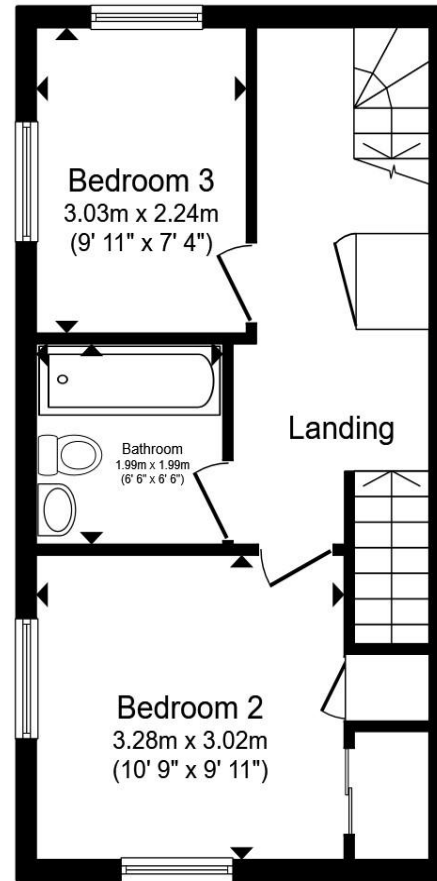 Bedroom 3
3.03m x 2.24m
(9' 11" x 7' 4")
Landing
Bathroom
1.99m x 1.99m
(6' 6" x 6' 6")
Bedroom 2
3.28m x 3.02m
(10' 9" x 9' 11")